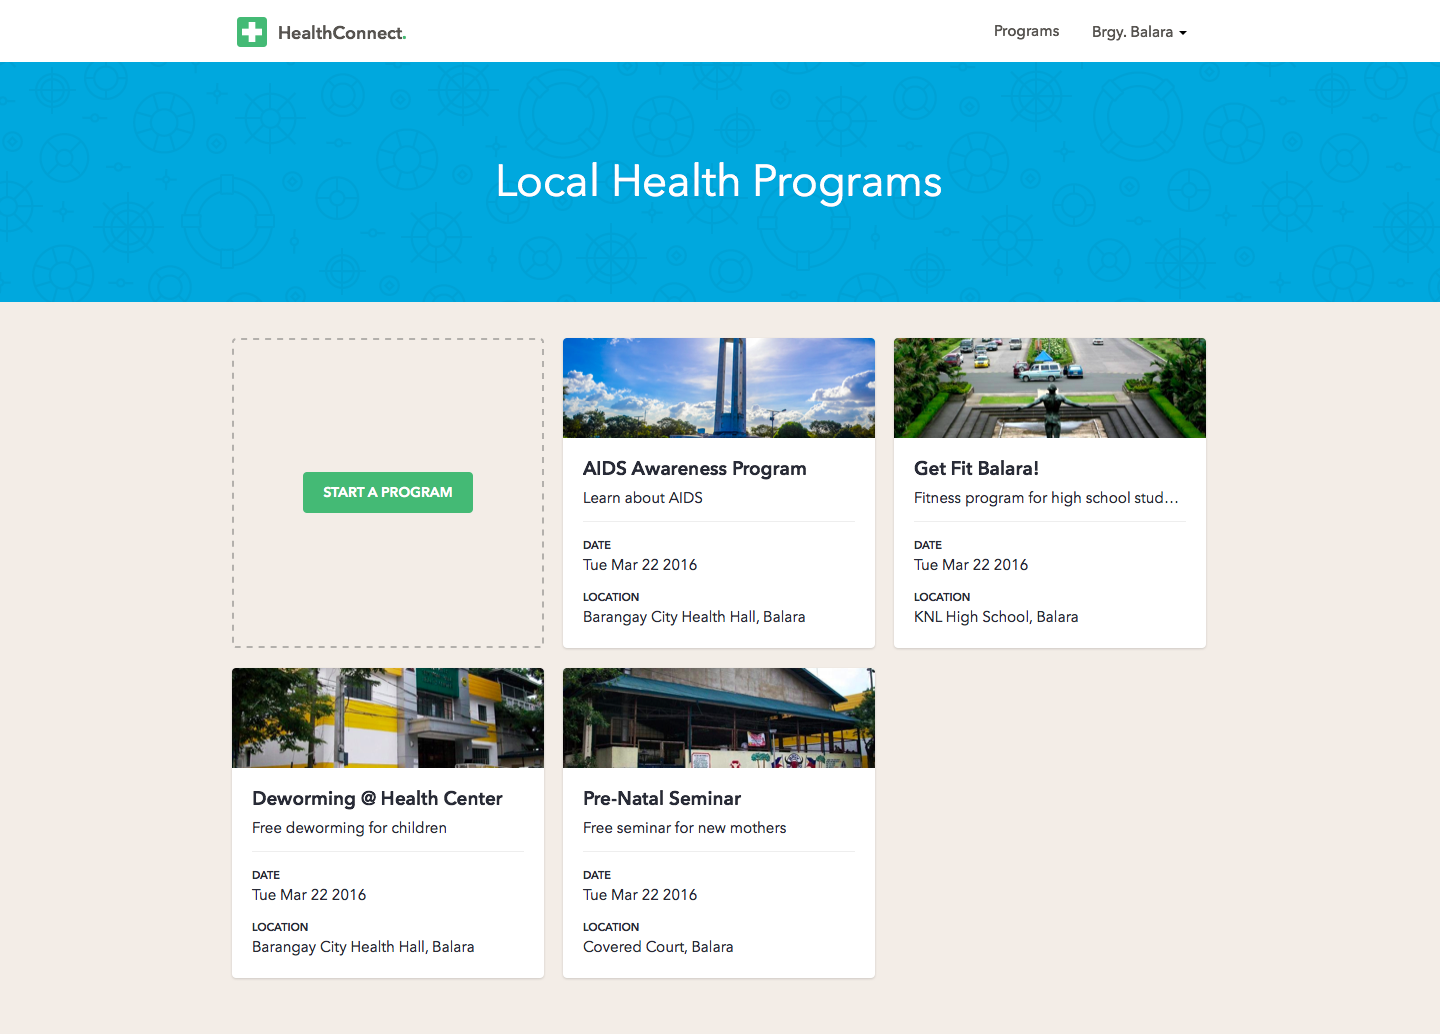 HealthConnect.
Programs
Brgy. Balara
Local Health Programs
START A PROGRAM
AIDS Awareness Program
Learn about AIDS
DATE
Tue Mar 22 2016
LOCATION
Barangay City Health Hall, Balara
Get Fit Balara!
Fitness program for high school stud...
DATE
Tue Mar 22 2016
LOCATION
KNL High School, Balara
Deworming @ Health Center
Free deworming for children
DATE
Tue Mar 22 2016
LOCATION
Barangay City Health Hall, Balara
Pre-Natal Seminar
Free seminar for new mothers
DATE
Tue Mar 22 2016
LOCATION
Covered Court, Balara